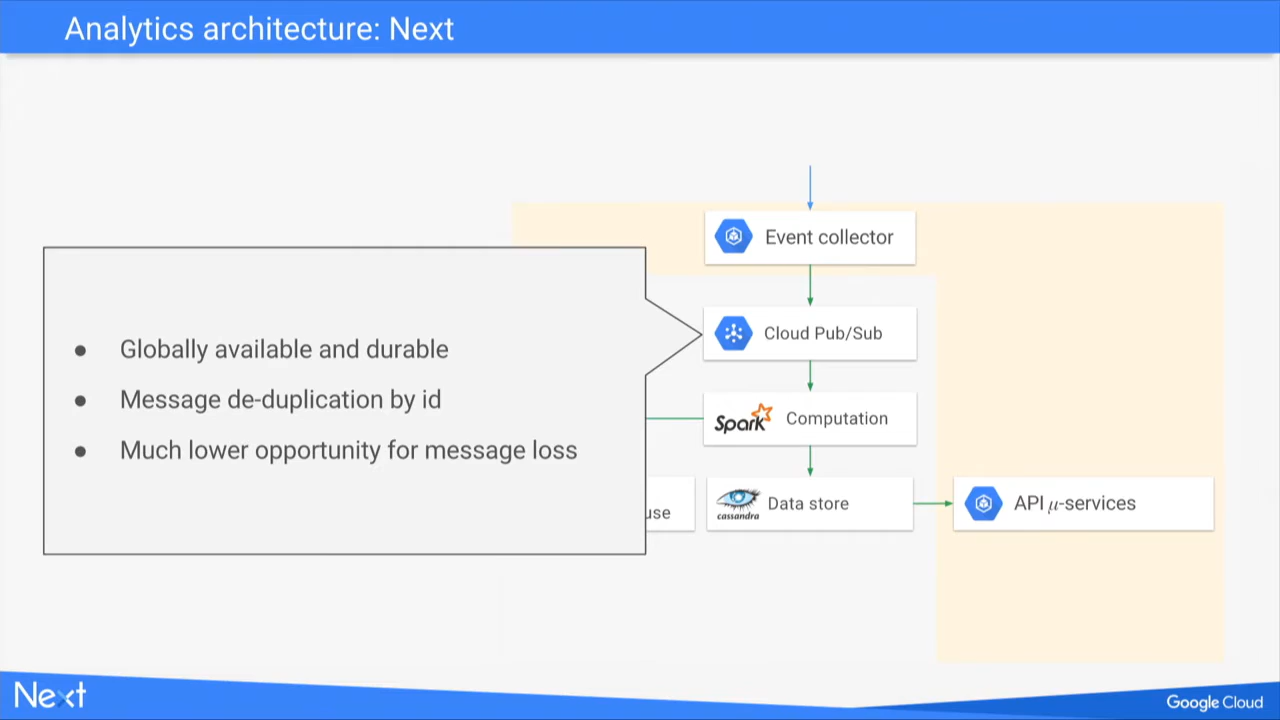 Analytics architecture: Next
Event collector
● Globally available and durable
● Message de-duplication by id
● Much lower opportunity for message loss
Cloud Pub/Sub
Spark Computation
use
cassandra Data store
API μ-services
Next
Google Cloud